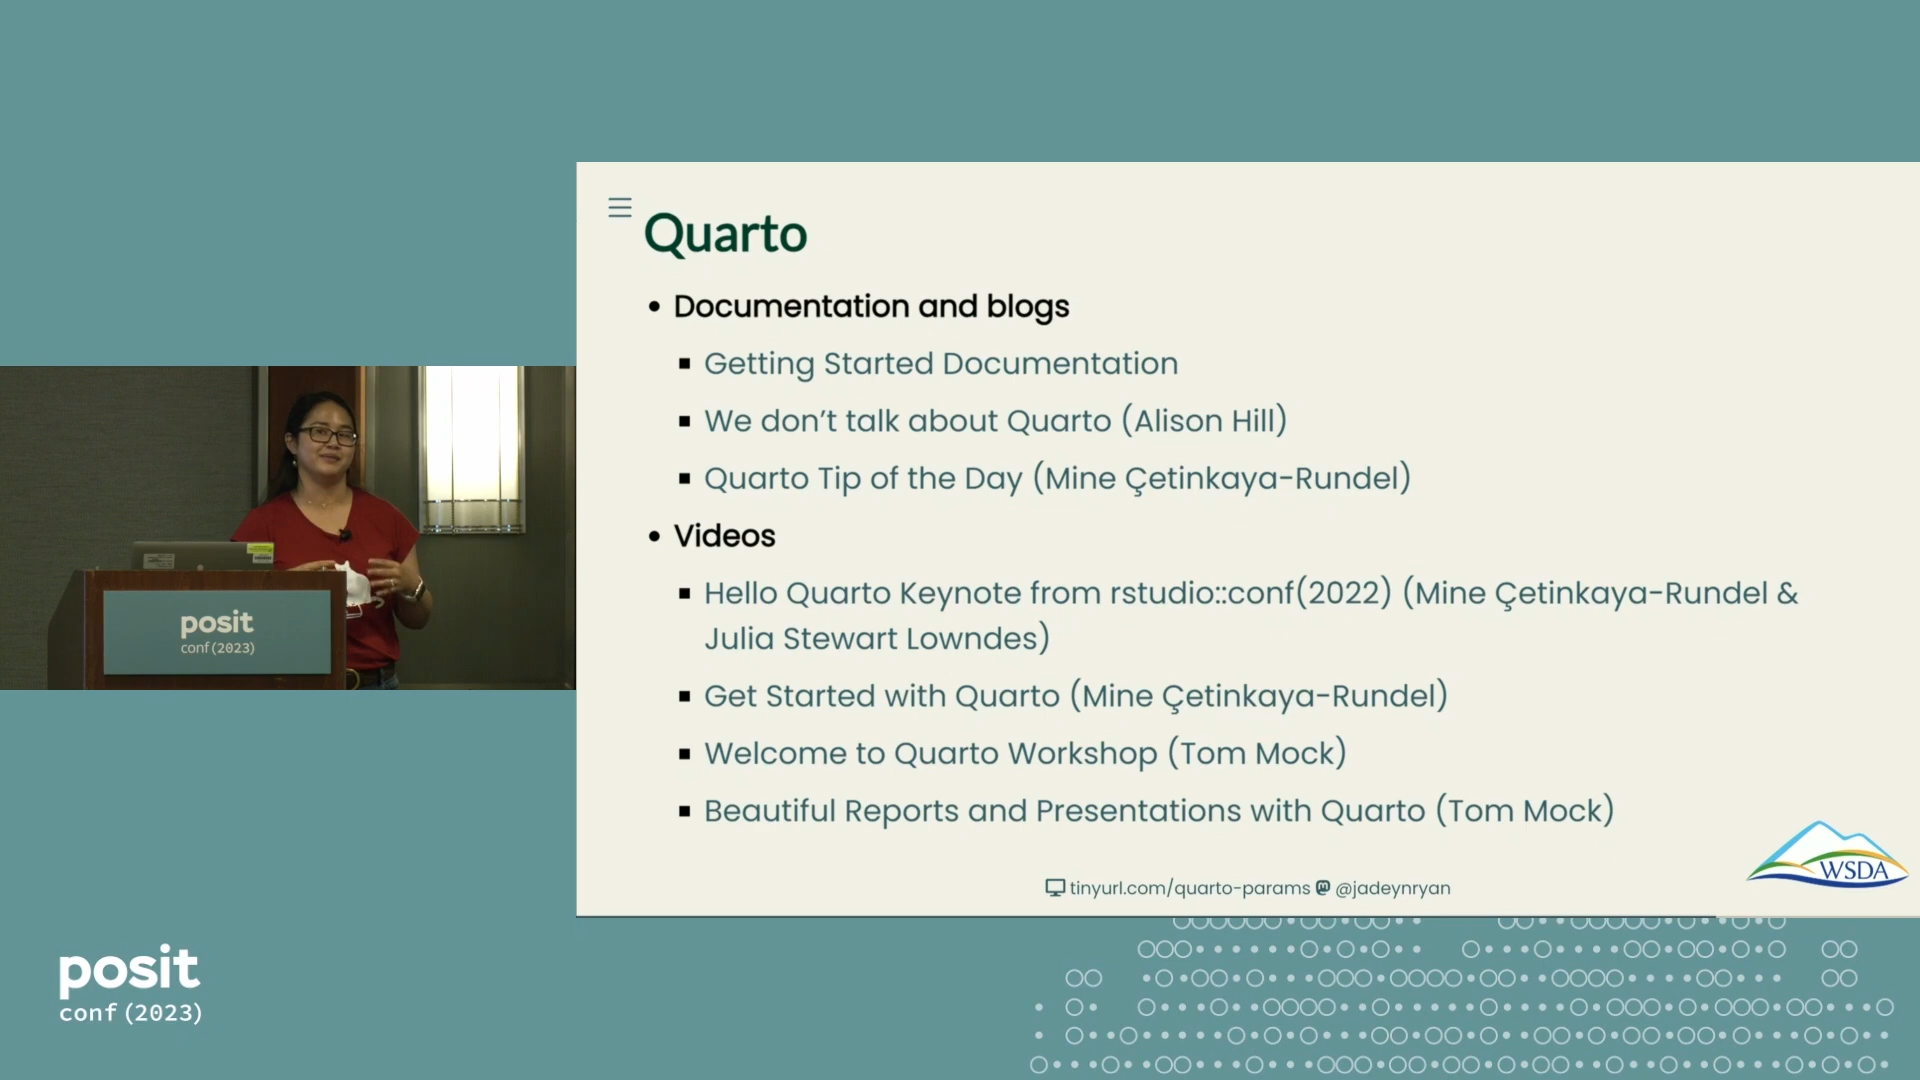 Quarto
Documentation and blogs
Getting Started Documentation
We don't talk about Quarto (Alison Hill)
Quarto Tip of the Day (Mine Çetinkaya-Rundel)
Videos
Hello Quarto Keynote from rstudio::conf(2022) (Mine Çetinkaya-Rundel &
Julia Stewart Lowndes)
Get Started with Quarto (Mine Çetinkaya-Rundel)
Welcome to Quarto Workshop (Tom Mock)
Beautiful Reports and Presentations with Quarto (Tom Mock)
tinyurl.com/quarto-params @jadeynryan
WSDA
posit
conf(2023)
posit
conf(2023)